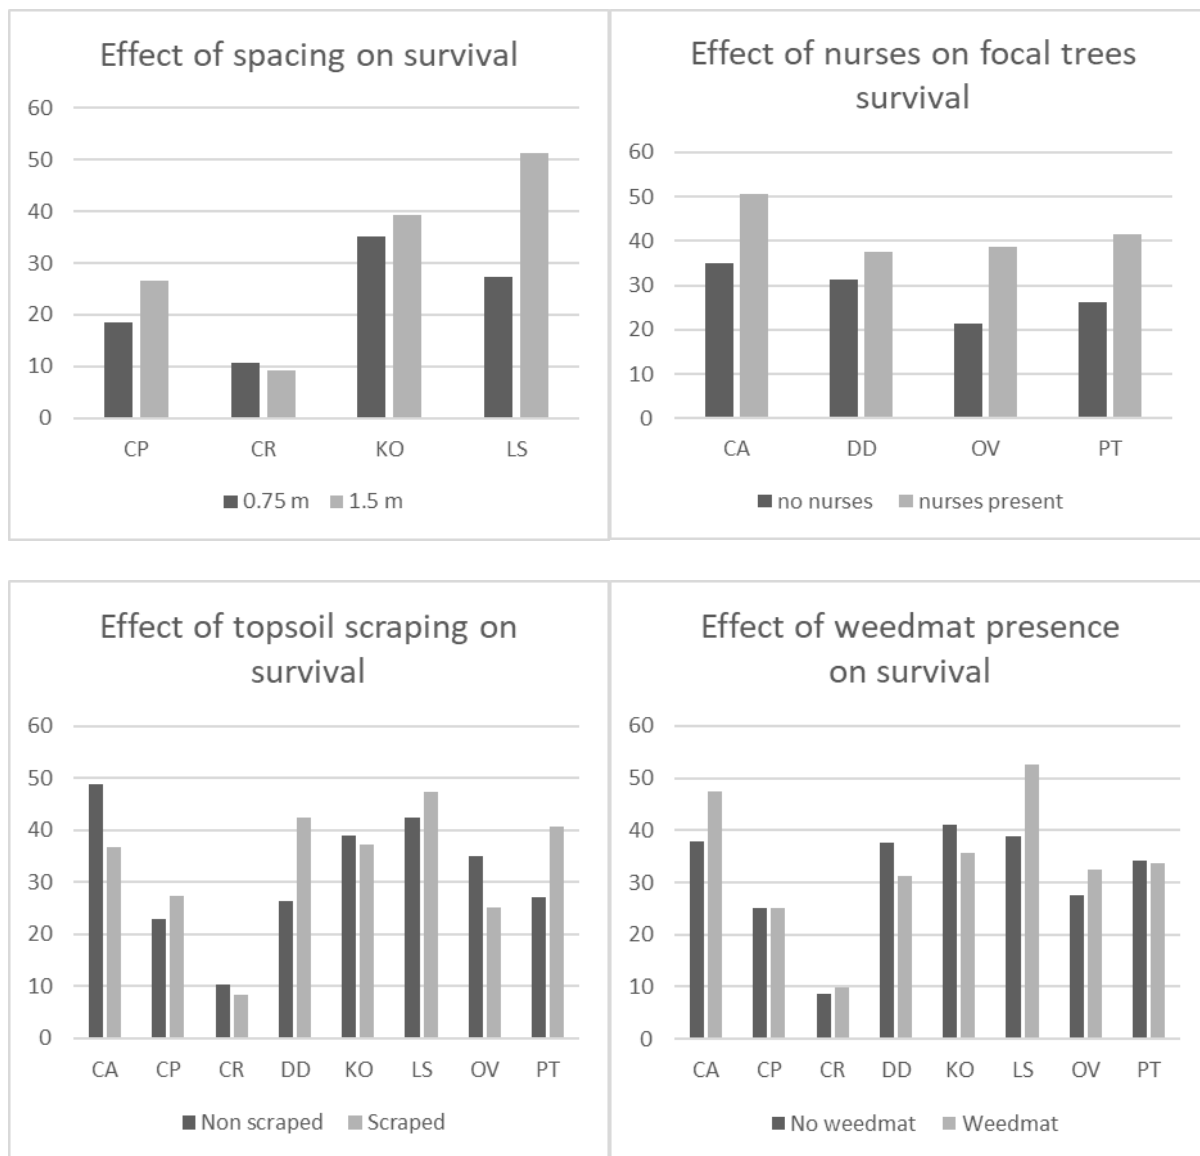 Effect of spacing on survival
60
50
40
30
20
10
0
CP CR KO LS
0.75 m 1.5 m
Effect of nurses on focal trees
survival
60
50
40
30
20
10
0
CA DD OV PT
no nurses nurses present
Effect of topsoil scraping on
survival
60
50
40
30
20
10
0
CA CP CR DD KO LS OV PT
Non scraped Scraped
Effect of weedmat presence
on survival
60
50
40
30
20
10
0
CA CP CR DD KO LS OV PT
No weedmat Weedmat